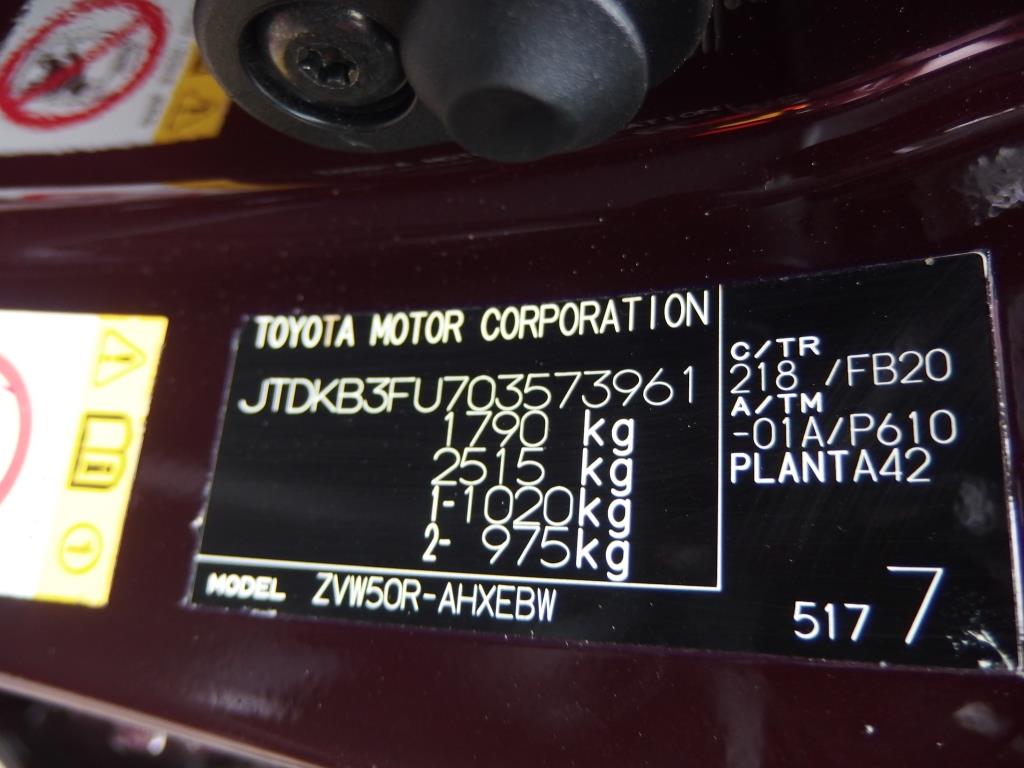 TOYOTA MOTOR CORPORATION
JTDKB3FU703573961
1790 kg
2515 kg
1-1020kg
2- 975kg
MODEL ZVW50R-AHXEBW
C/TR
218 /FB20
A/TM
-01A/P610
PLANTA42
517 7